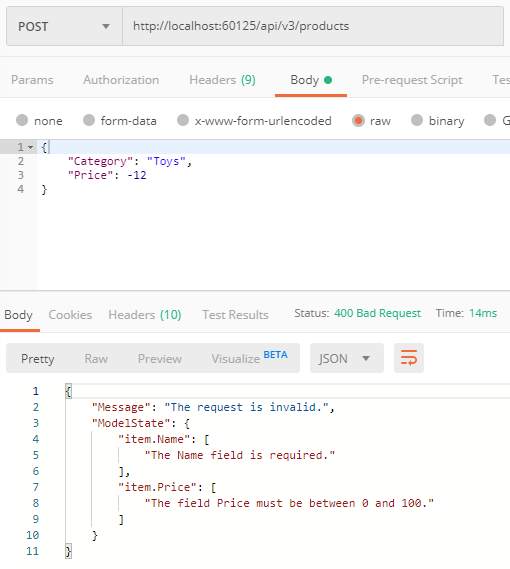 POST http://localhost:60125/api/v3/products
Params Authorization Headers (9) Body Pre-request Script Tes
none form-data x-www-form-urlencoded raw binary G
1 {
2 "Category": "Toys",
3 "Price": -12
4 }
Body Cookies Headers (10) Test Results Status: 400 Bad Request Time: 14ms
Pretty Raw Preview Visualize BETA JSON
1 {
2 "Message": "The request is invalid.",
3 "ModelState": {
4 "item.Name": [
5 "The Name field is required."
6 ],
7 "item.Price": [
8 "The field Price must be between 0 and 100."
9 ]
10 }
11 }